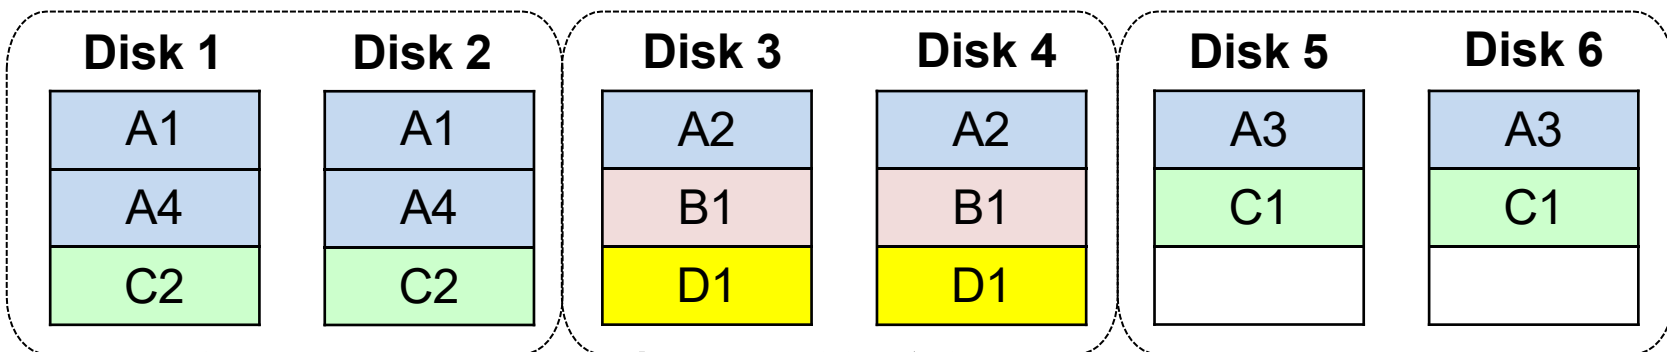 Disk 1 Disk 2 Disk 3 Disk 4 Disk 5 Disk 6
A1 A1 A2 A2 A3 A3
A4 A4 B1 B1 C1 C1
C2 C2 D1 D1